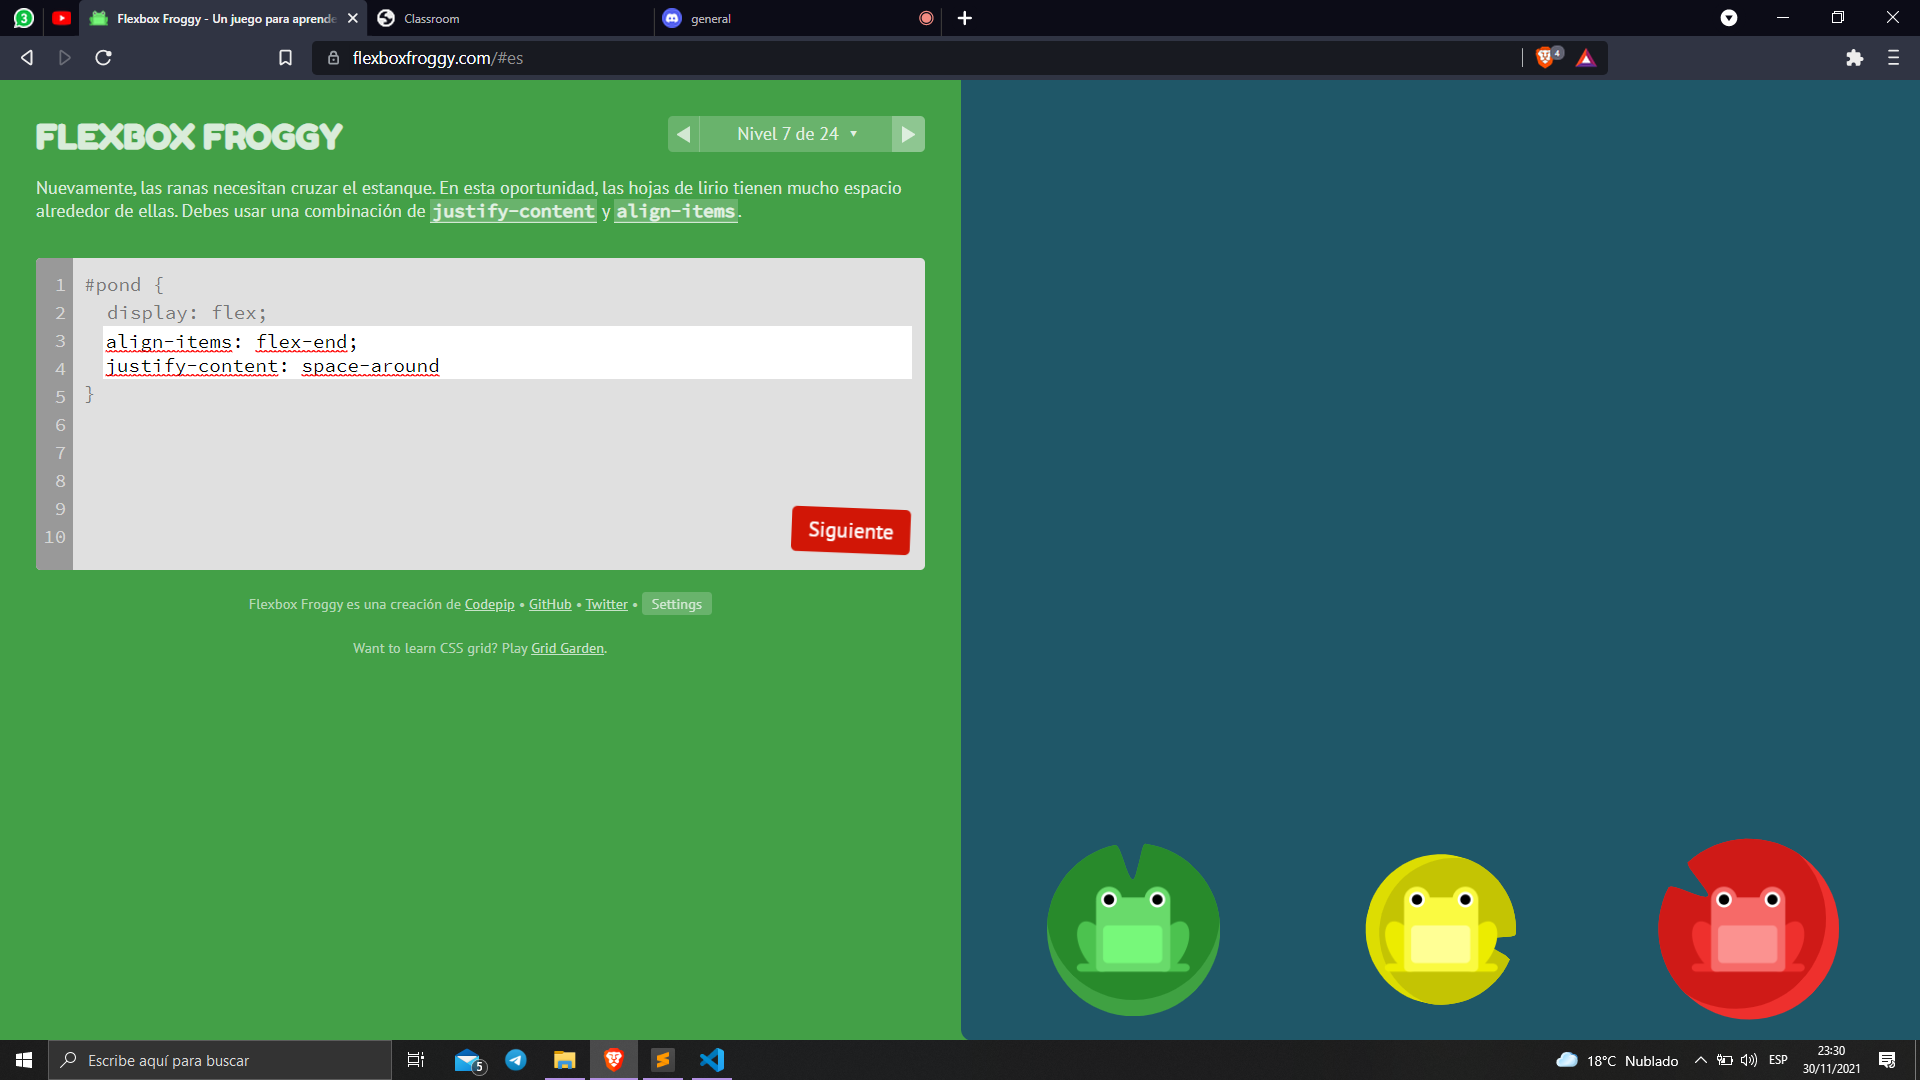 3
Flexbox Froggy - Un juego para aprende
Classroom
general
flexboxfroggy.com/#es
4
FLEXBOX FROGGY
Nivel 7 de 24
Nuevamente, las ranas necesitan cruzar el estanque. En esta oportunidad, las hojas de lirio tienen mucho espacio
alrededor de ellas. Debes usar una combinación de justify-content y align-items.
1 #pond {
2 display: flex;
3 align-items: flex-end;
4 justify-content: space-around
5 }
6
7
8
9
10
Siguiente
Flexbox Froggy es una creación de Codepip • GitHub • Twitter • Settings
Want to learn CSS grid? Play Grid Garden.
Escribe aquí para buscar
5
18°C Nublado
ESP
23:30
30/11/2021